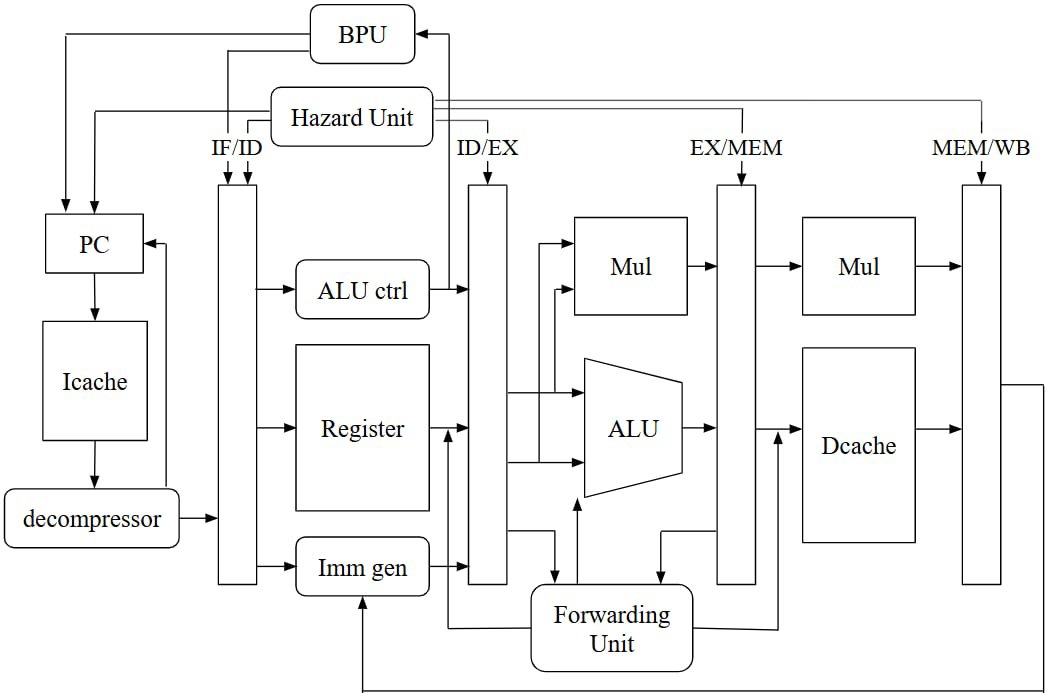 BPU
Hazard Unit
IF/ID
ID/EX
EX/MEM
MEM/WB
PC
ALU ctrl
Mul
Mul
Icache
Register
ALU
Dcache
decompressor
Imm gen
Forwarding
Unit